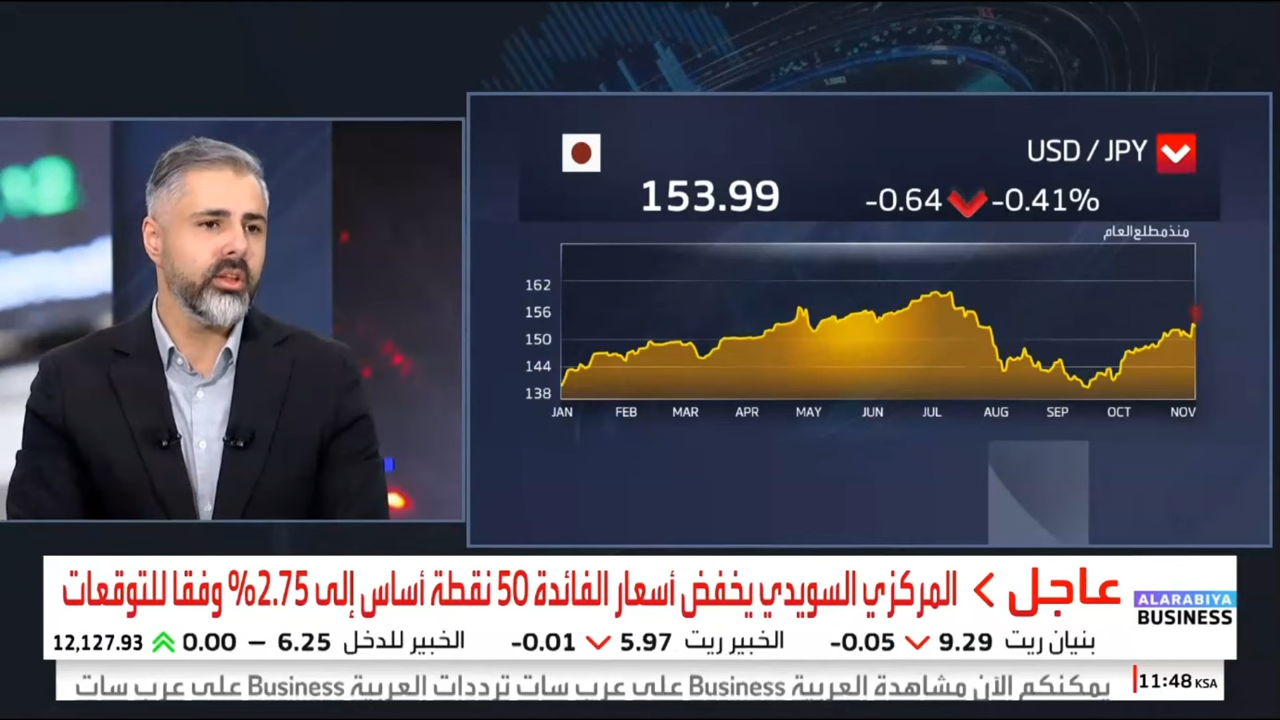 USD / JPY
153.99 -0.64 -0.41%
منذ مطلع العام
162
156
150
144
138
JAN FEB MAR APR MAY JUN JUL AUG SEP OCT NOV
عاجل > المركزي السويدي يخفض أسعار الفائدة 50 نقطة أساس إلى 2.75% وفقا للتوقعات
ALARABIYA
BUSINESS
بنيان ريت 9.29 -0.05 الخبير ريت 5.97 -0.01 الخبير للدخل 6.25 – 0.00 12,127.93
يمكنكم الآن مشاهدة العربية Business على عرب سات ترددات العربية Business على عرب سات
11:48 KSA